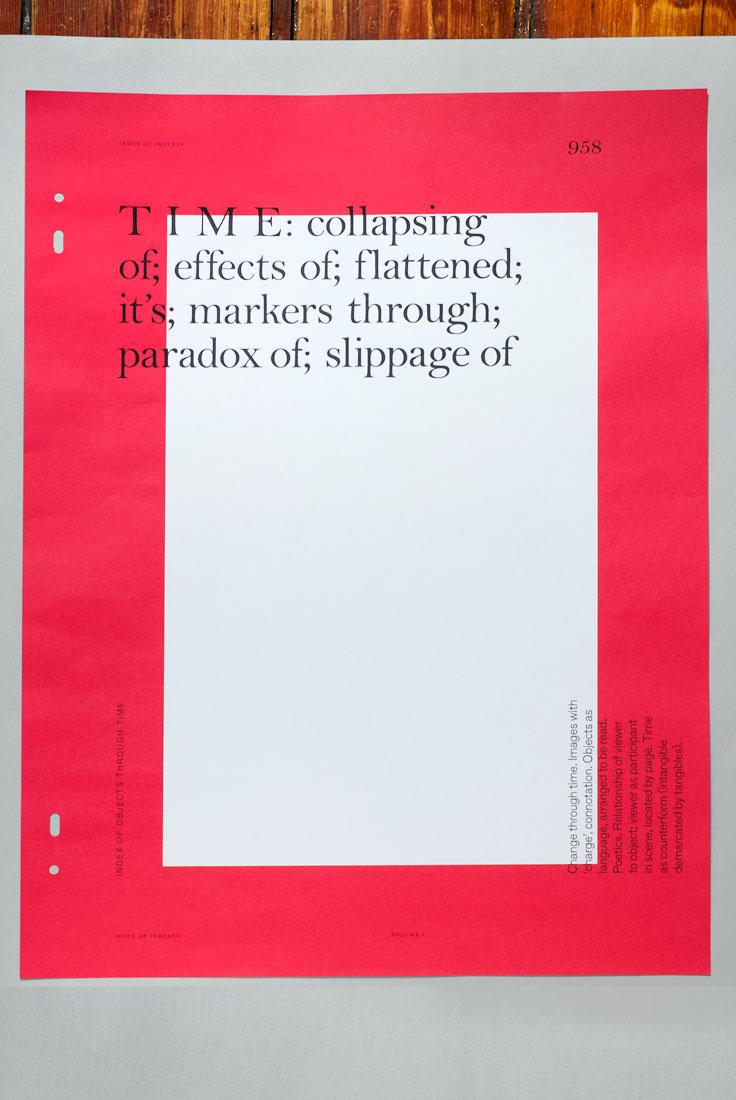 INDEX OF INDEXES
958
T I M E: collapsing
of; effects of; flattened;
it's; markers through;
paradox of; slippage of
INDEX OF OBJECTS THROUGH TIME
Change through time. Images with
'charge', connotation. Objects as
language, arranged to be read.
Poetics. Relationship of viewer
to object; viewer as participant
in scene, located by page. Time
as counterform (intangible
demarcated by tangibles).
INDEX OF INDEXES
VOLUME 1